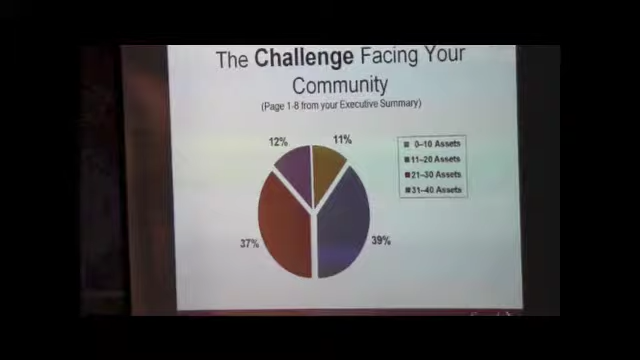 The Challenge Facing Your
Community
(Page 1-8 from your Executive Summary)
12%
11%
0–10 Assets
11–20 Assets
21–30 Assets
31–40 Assets
37%
39%